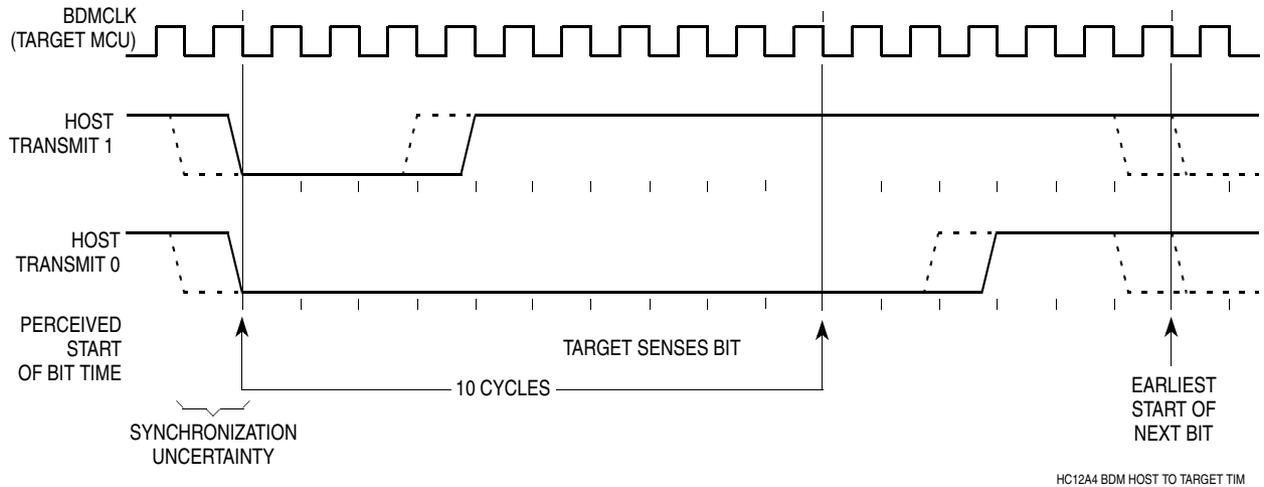 BDMCLK
(TARGET MCU)
HOST
TRANSMIT 1
HOST
TRANSMIT 0
PERCEIVED
START
OF BIT TIME
TARGET SENSES BIT
10 CYCLES
EARLIEST
START OF
NEXT BIT
SYNCHRONIZATION
UNCERTAINTY
HC12A4 BDM HOST TO TARGET TIM